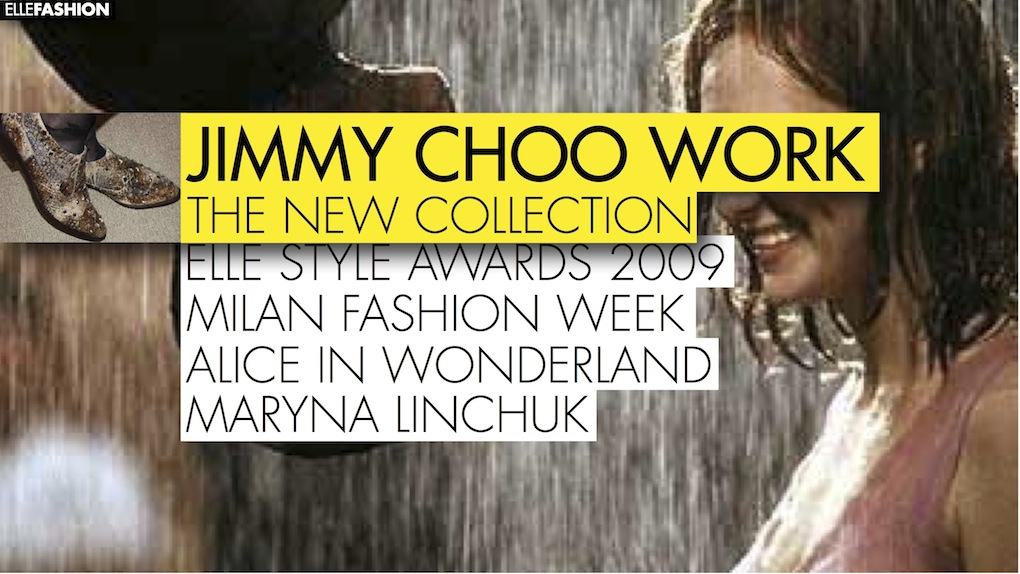 ELLEFASHION
JIMMY CHOO WORK
THE NEW COLLECTION
ELLE STYLE AWARDS 2009
MILAN FASHION WEEK
ALICE IN WONDERLAND
MARYNA LINCHUK